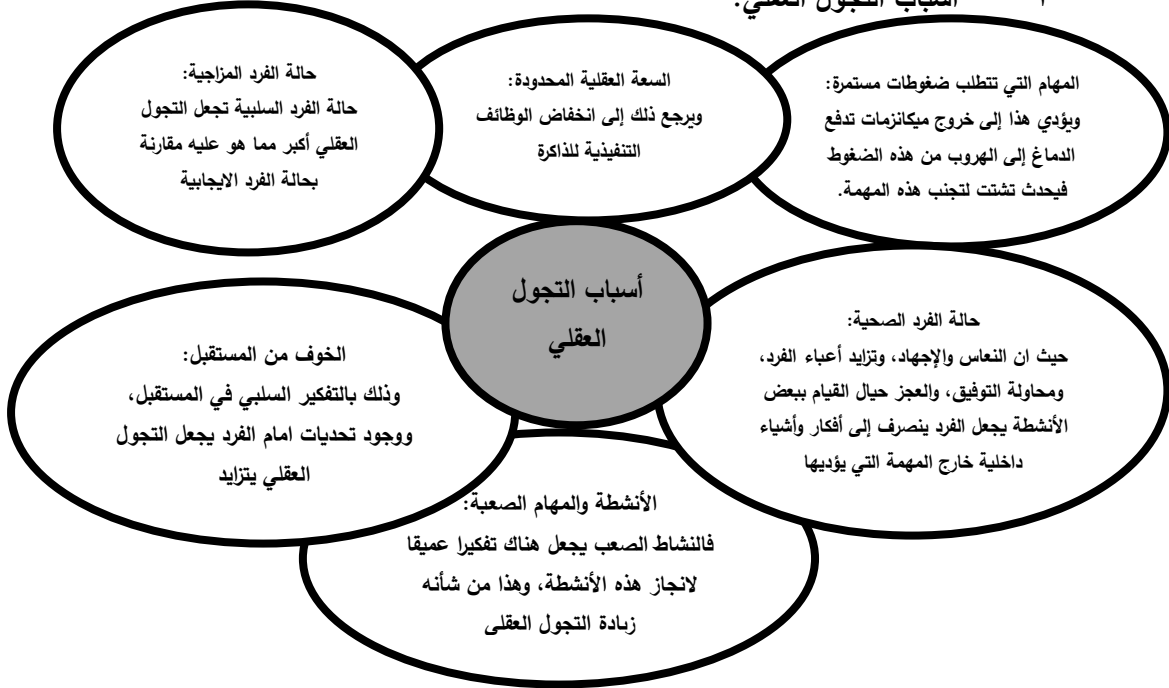 أسباب التجول العقلي:
المهام التي تتطلب ضغوطات مستمرة:
ويؤدي هذا إلى خروج ميكانزمات تدفع
الدماغ إلى الهروب من هذه الضغوط
فيحدث تشتت لتجنب هذه المهمة.
السعة العقلية المحدودة:
ويرجع ذلك إلى انخفاض الوظائف
التنفيذية للذاكرة
حالة الفرد المزاجية:
حالة الفرد السلبية تجعل التجول
العقلي أكبر مما هو عليه مقارنة
بحالة الفرد الايجابية
أسباب التجول
العقلي
حالة الفرد الصحية:
حيث ان النعاس والإجهاد، وتزايد أعباء الفرد،
ومحاولة التوفيق، والعجز حيال القيام ببعض
الأنشطة يجعل الفرد ينصرف إلى أفكار وأشياء
داخلية خارج المهمة التي يؤديها
الخوف من المستقبل:
وذلك بالتفكير السلبي في المستقبل،
ووجود تحديات امام الفرد يجعل التجول
العقلي يتزايد
الأنشطة والمهام الصعبة:
فالنشاط الصعب يجعل هناك تفكيرا عميقا
لانجاز هذه الأنشطة، وهذا من شأنه
زيادة التجول العقلى